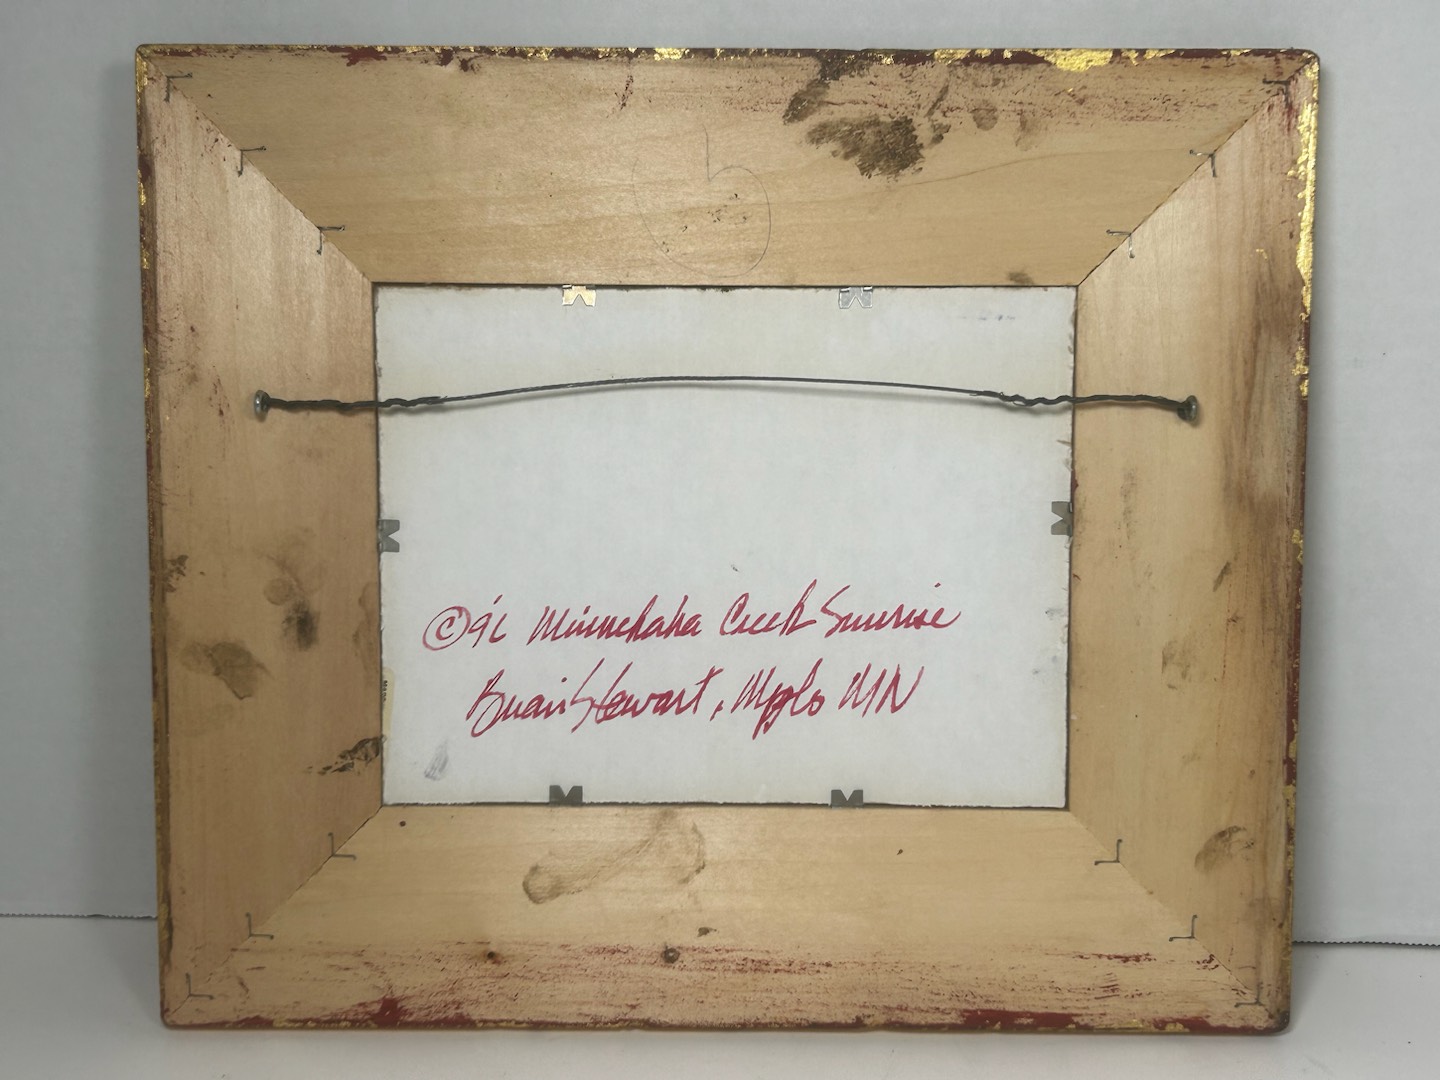 © '96 Minnehaha Creek Sunrise
Brian Stewart, Mpls MN